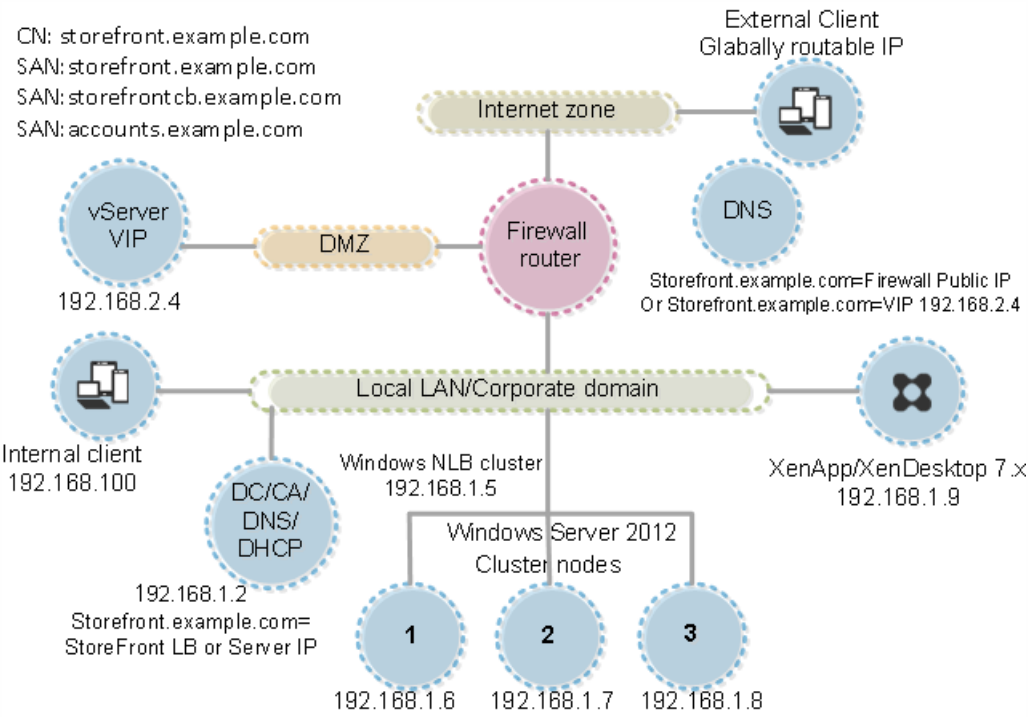 CN: storefront.example.com
SAN: storefront.example.com
SAN: storefrontcb.example.com
SAN: accounts.example.com
External Client
Glabally routable IP
Internet zone
vServer
VIP
192.168.2.4
DMZ
Firewall
router
DNS
Storefront.example.com=Firewall Public IP
Or Storefront.example.com=VIP 192.168.2.4
Internal client
192.168.100
Local LAN/Corporate domain
XenApp/XenDesktop 7.x
192.168.1.9
DC/CA/
DNS/
DHCP
192.168.1.2
Storefront.example.com=
StoreFront LB or Server IP
Windows NLB cluster
192.168.1.5
Windows Server 2012
Cluster nodes
1
2
3
192.168.1.6
192.168.1.7
192.168.1.8